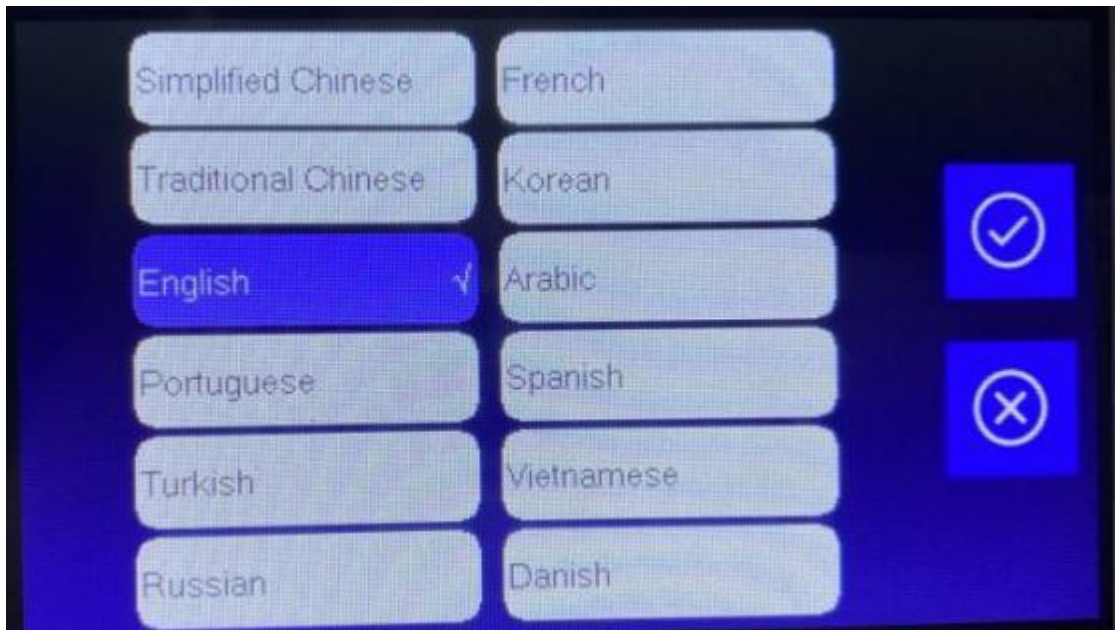 Simplified Chinese
Traditional Chinese
English √
Portuguese
Turkish
Russian
French
Korean
Arabic
Spanish
Vietnamese
Danish